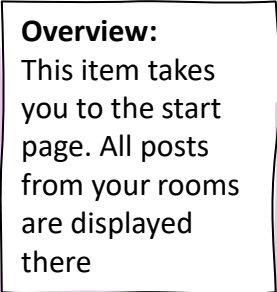 Overview:
This item takes
you to the start
page. All posts
from your rooms
are displayed
there